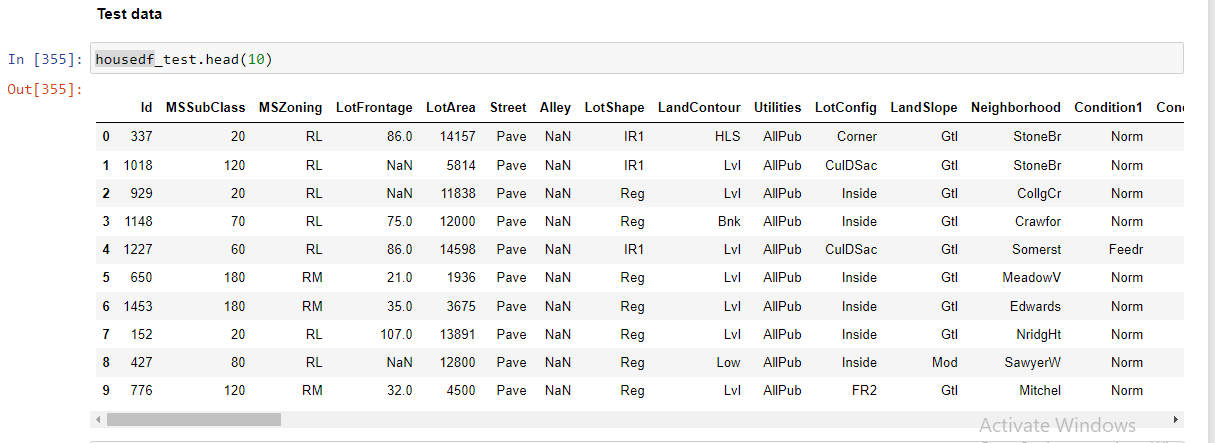 Test data
In [355]: housedf_test.head(10)
Out[355]:
Id MSSubClass MSZoning LotFrontage LotArea Street Alley LotShape LandContour Utilities LotConfig LandSlope Neighborhood Condition1 Con
0 337 20 RL 86.0 14157 Pave NaN IR1 HLS AllPub Corner Gtl StoneBr Norm
1 1018 120 RL NaN 5814 Pave NaN IR1 Lvl AllPub CulDSac Gtl StoneBr Norm
2 929 20 RL NaN 11838 Pave NaN Reg Lvl AllPub Inside Gtl CollgCr Norm
3 1148 70 RL 75.0 12000 Pave NaN Reg Bnk AllPub Inside Gtl Crawfor Norm
4 1227 60 RL 86.0 14598 Pave NaN IR1 Lvl AllPub CulDSac Gtl Somerst Feedr
5 650 180 RM 21.0 1936 Pave NaN Reg Lvl AllPub Inside Gtl MeadowV Norm
6 1453 180 RM 35.0 3675 Pave NaN Reg Lvl AllPub Inside Gtl Edwards Norm
7 152 20 RL 107.0 13891 Pave NaN Reg Lvl AllPub Inside Gtl NridgHt Norm
8 427 80 RL NaN 12800 Pave NaN Reg Low AllPub Inside Mod SawyerW Norm
9 776 120 RM 32.0 4500 Pave NaN Reg Lvl AllPub FR2 Gtl Mitchel Norm
Activate Windows